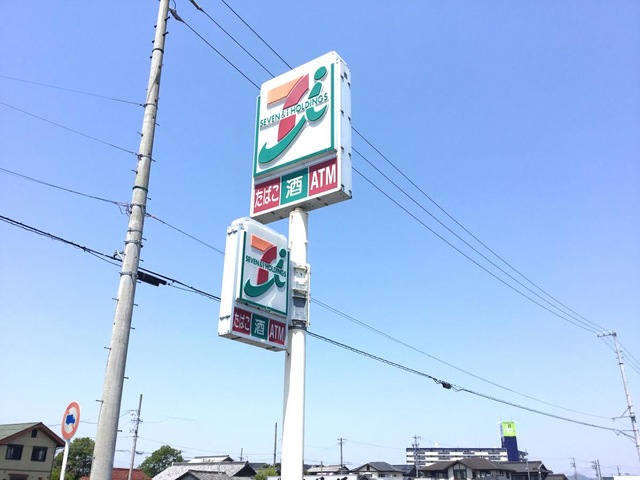 SEVEN & i HOLDINGS
たばこ 酒 ATM
SEVEN & i HOLDINGS
たばこ 酒 ATM